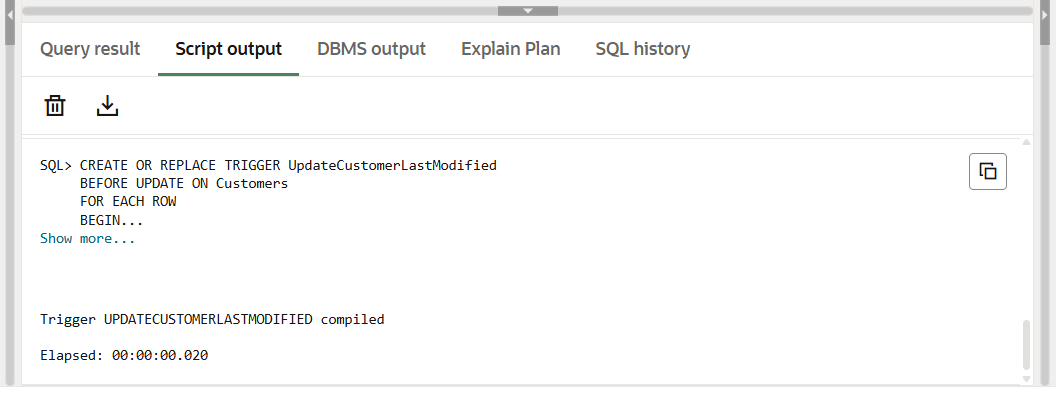 Query result Script output DBMS output Explain Plan SQL history
SQL> CREATE OR REPLACE TRIGGER UpdateCustomerLastModified
BEFORE UPDATE ON Customers
FOR EACH ROW
BEGIN...
Show more...
Trigger UPDATECUSTOMERLASTMODIFIED compiled
Elapsed: 00:00:00.020